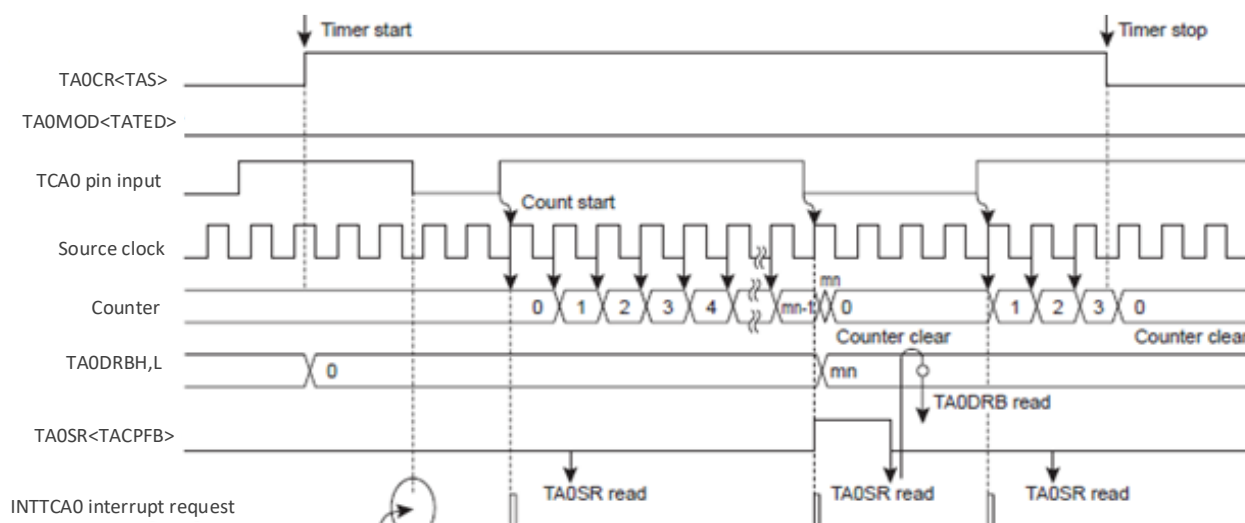 Timer start
Timer stop
TA0CR<TAS>
TA0MOD<TATED>
TCA0 pin input
Count start
Source clock
Counter
0 1 2 3 4 mn-1 mn 0 1 2 3 0
Counter clear
Counter clear
TA0DRBH,L
0
mn
TA0DRB read
TA0SR<TACPFB>
TA0SR read
TA0SR read
TA0SR read
INTTCA0 interrupt request